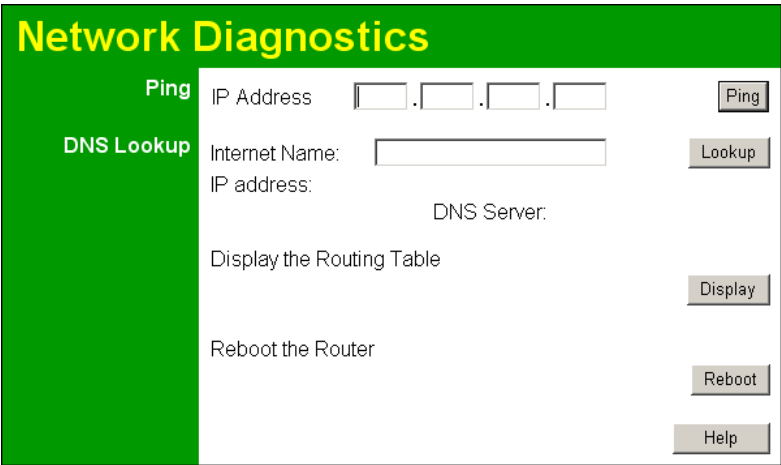 Network Diagnostics
Ping IP Address . . . Ping
DNS Lookup Internet Name: Lookup
IP address:
DNS Server:
Display the Routing Table
Display
Reboot the Router
Reboot
Help